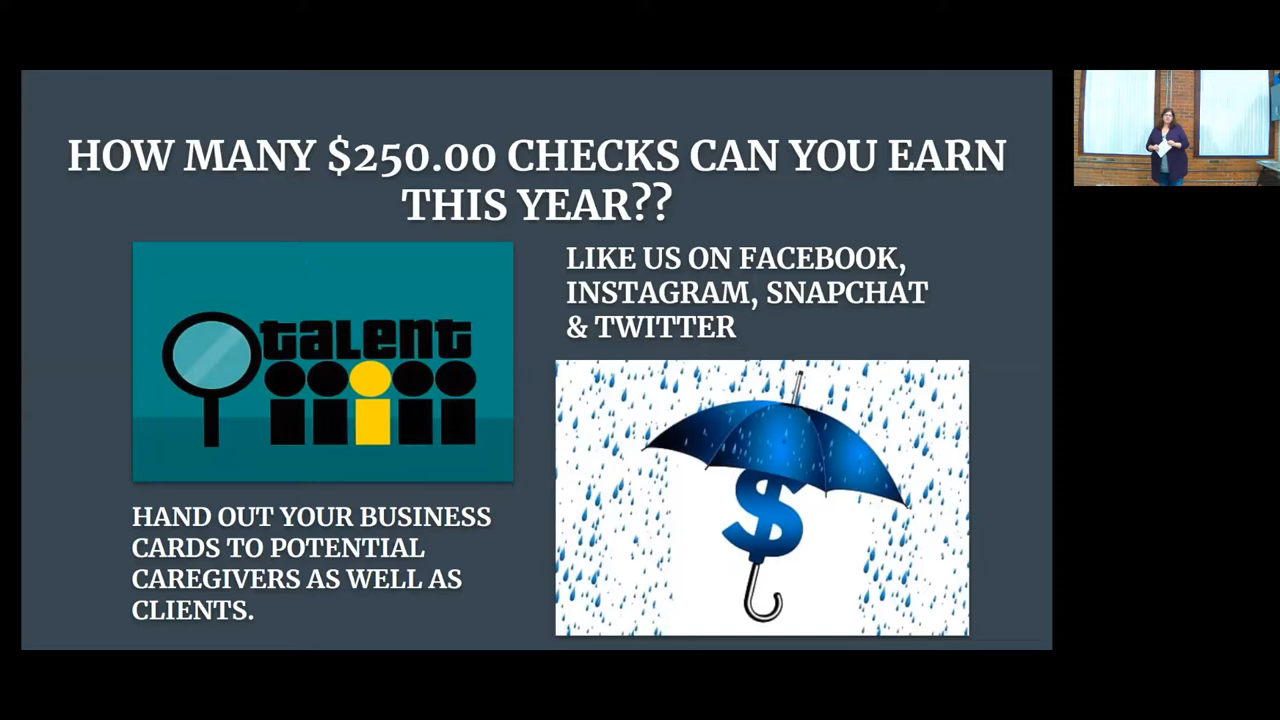 HOW MANY $250.00 CHECKS CAN YOU EARN
THIS YEAR??
talent
LIKE US ON FACEBOOK,
INSTAGRAM, SNAPCHAT
& TWITTER
$
HAND OUT YOUR BUSINESS
CARDS TO POTENTIAL
CAREGIVERS AS WELL AS
CLIENTS.